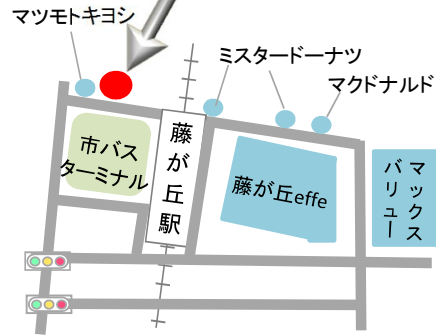 マツモトキヨシ
ミスタードーナツ
マクドナルド
市バス
ターミナル
藤が丘駅
藤が丘effe
マックス
バリュー